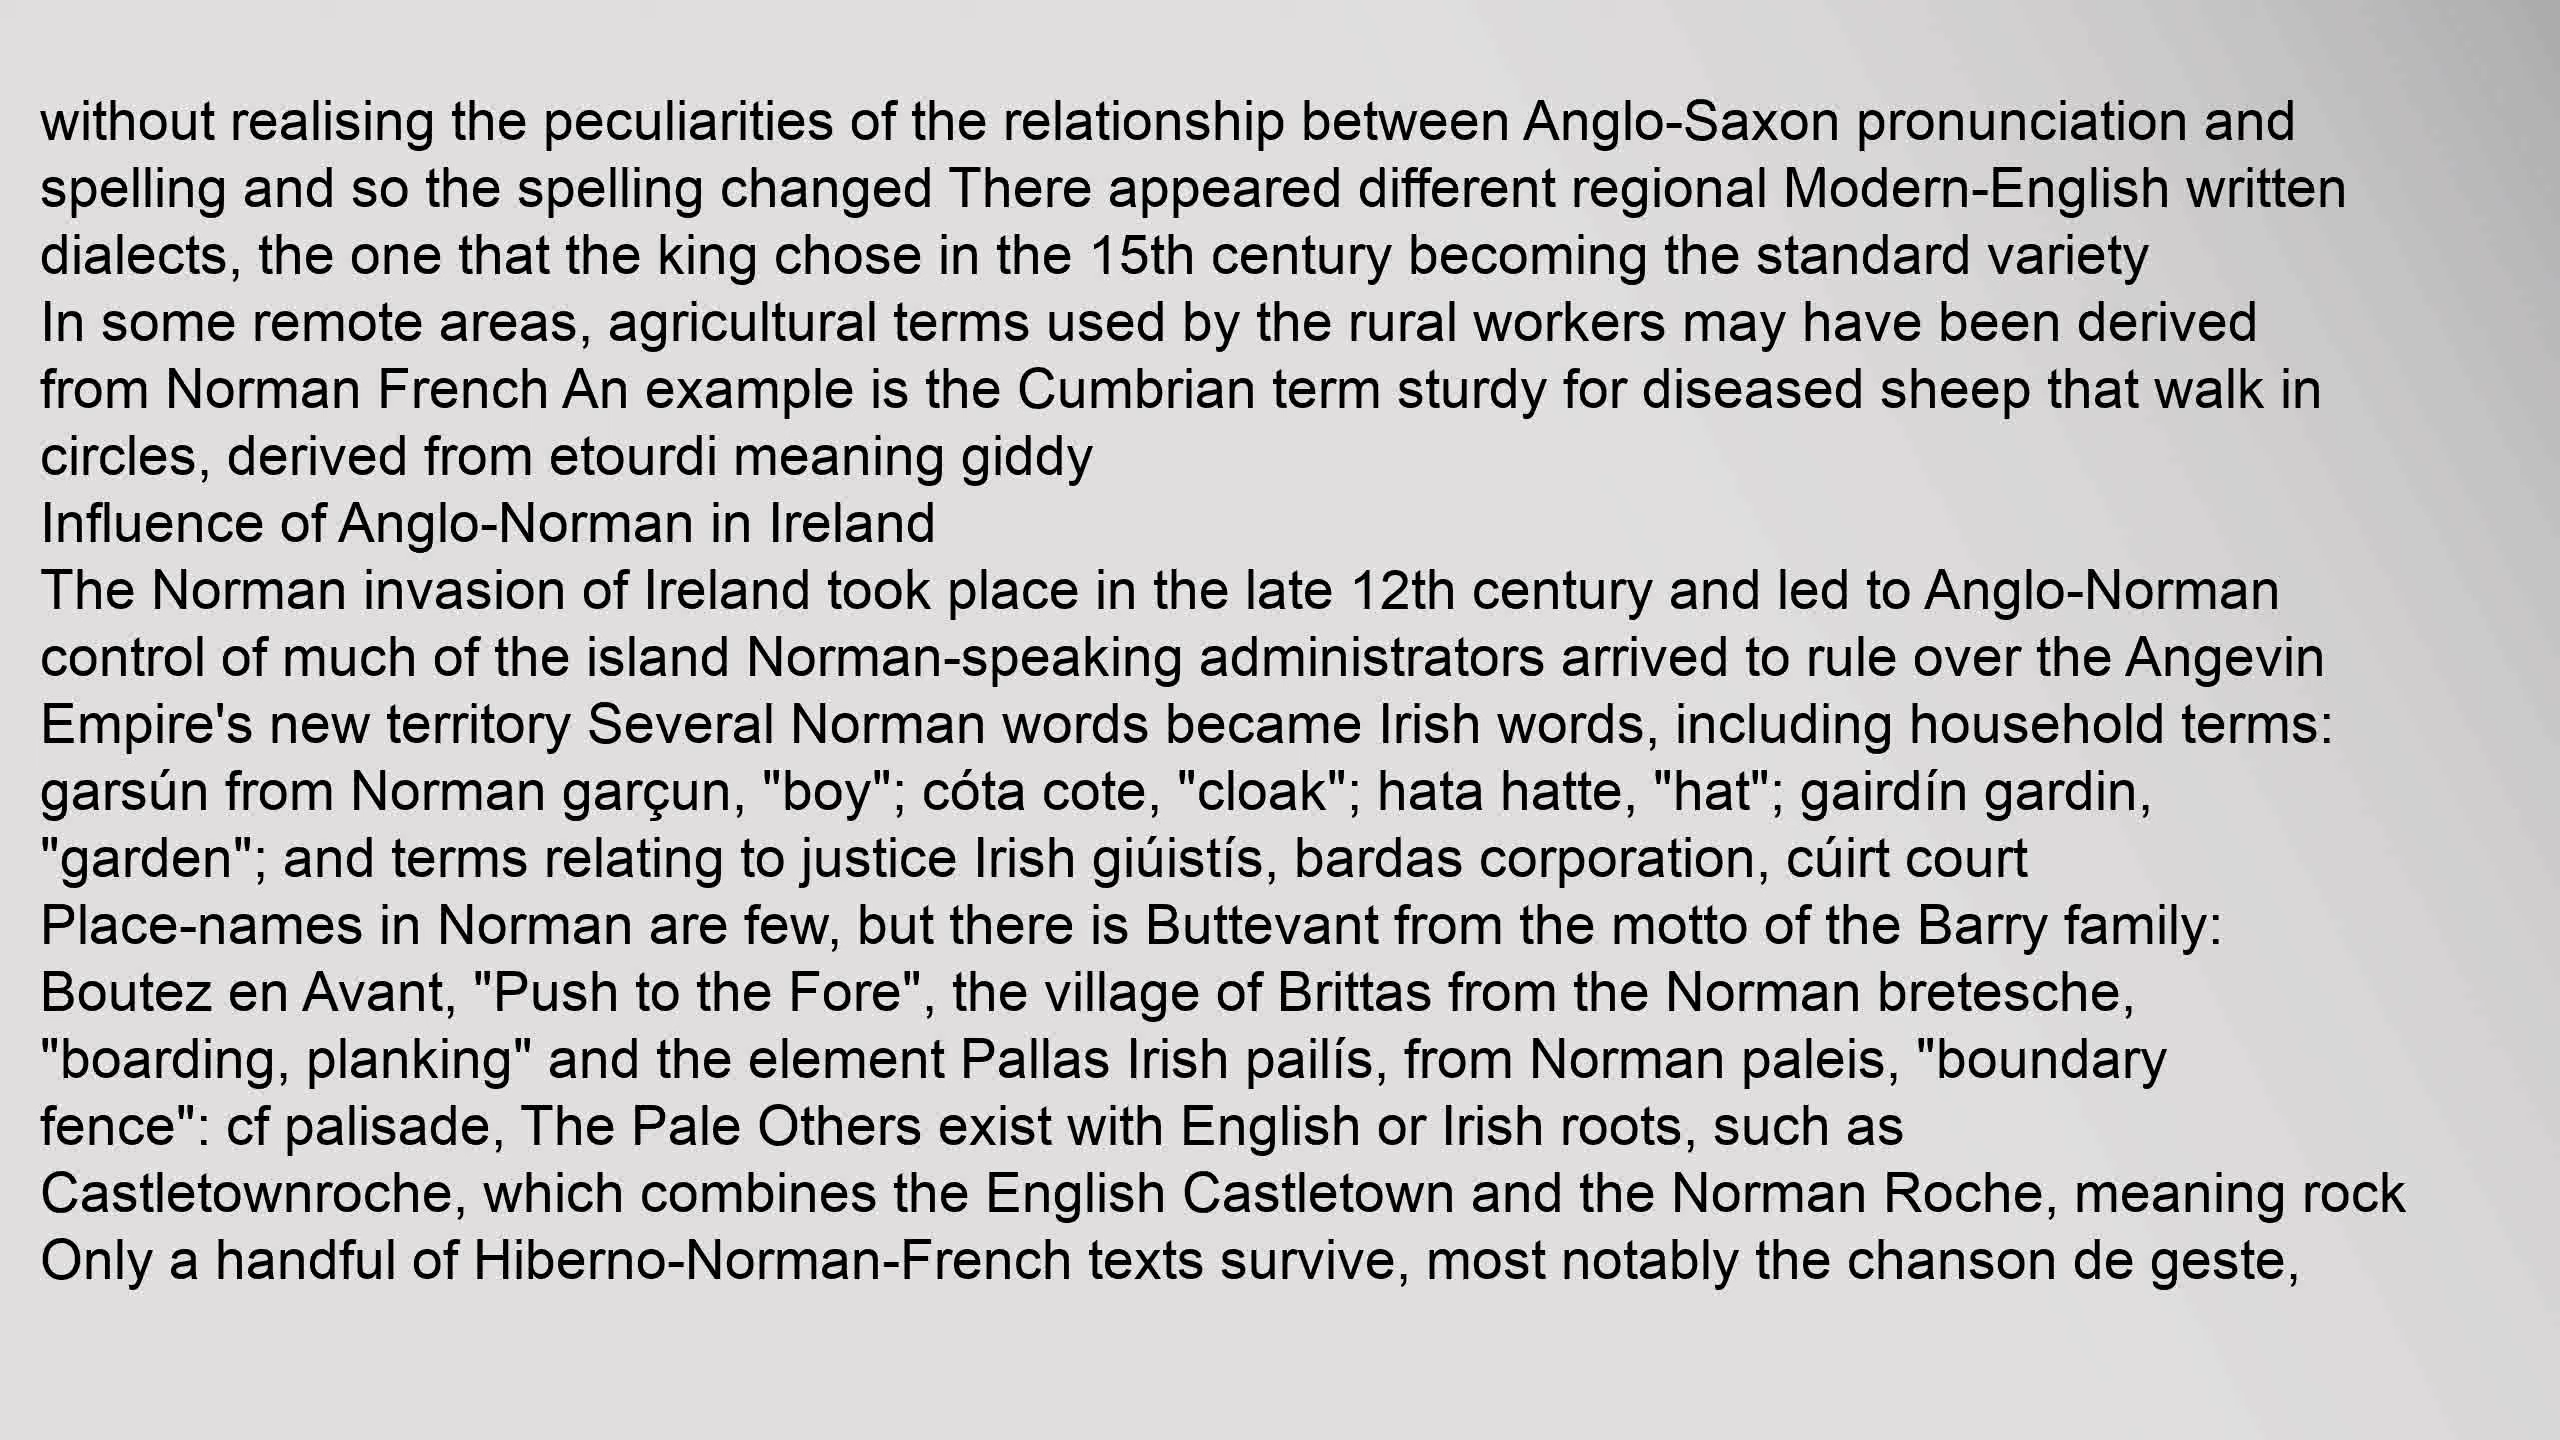 without realising the peculiarities of the relationship between Anglo-Saxon pronunciation and
spelling and so the spelling changed There appeared different regional Modern-English written
dialects, the one that the king chose in the 15th century becoming the standard variety
In some remote areas, agricultural terms used by the rural workers may have been derived
from Norman French An example is the Cumbrian term sturdy for diseased sheep that walk in
circles, derived from etourdi meaning giddy
Influence of Anglo-Norman in Ireland
The Norman invasion of Ireland took place in the late 12th century and led to Anglo-Norman
control of much of the island Norman-speaking administrators arrived to rule over the Angevin
Empire's new territory Several Norman words became Irish words, including household terms:
garsún from Norman garçun, "boy"; cóta cote, "cloak"; hata hatte, "hat"; gairdín gardin,
"garden"; and terms relating to justice Irish giúistís, bardas corporation, cúirt court
Place-names in Norman are few, but there is Buttevant from the motto of the Barry family:
Boutez en Avant, "Push to the Fore", the village of Brittas from the Norman bretesche,
"boarding, planking" and the element Pallas Irish pailís, from Norman paleis, "boundary
fence": cf palisade, The Pale Others exist with English or Irish roots, such as
Castletownroche, which combines the English Castletown and the Norman Roche, meaning rock
Only a handful of Hiberno-Norman-French texts survive, most notably the chanson de geste,